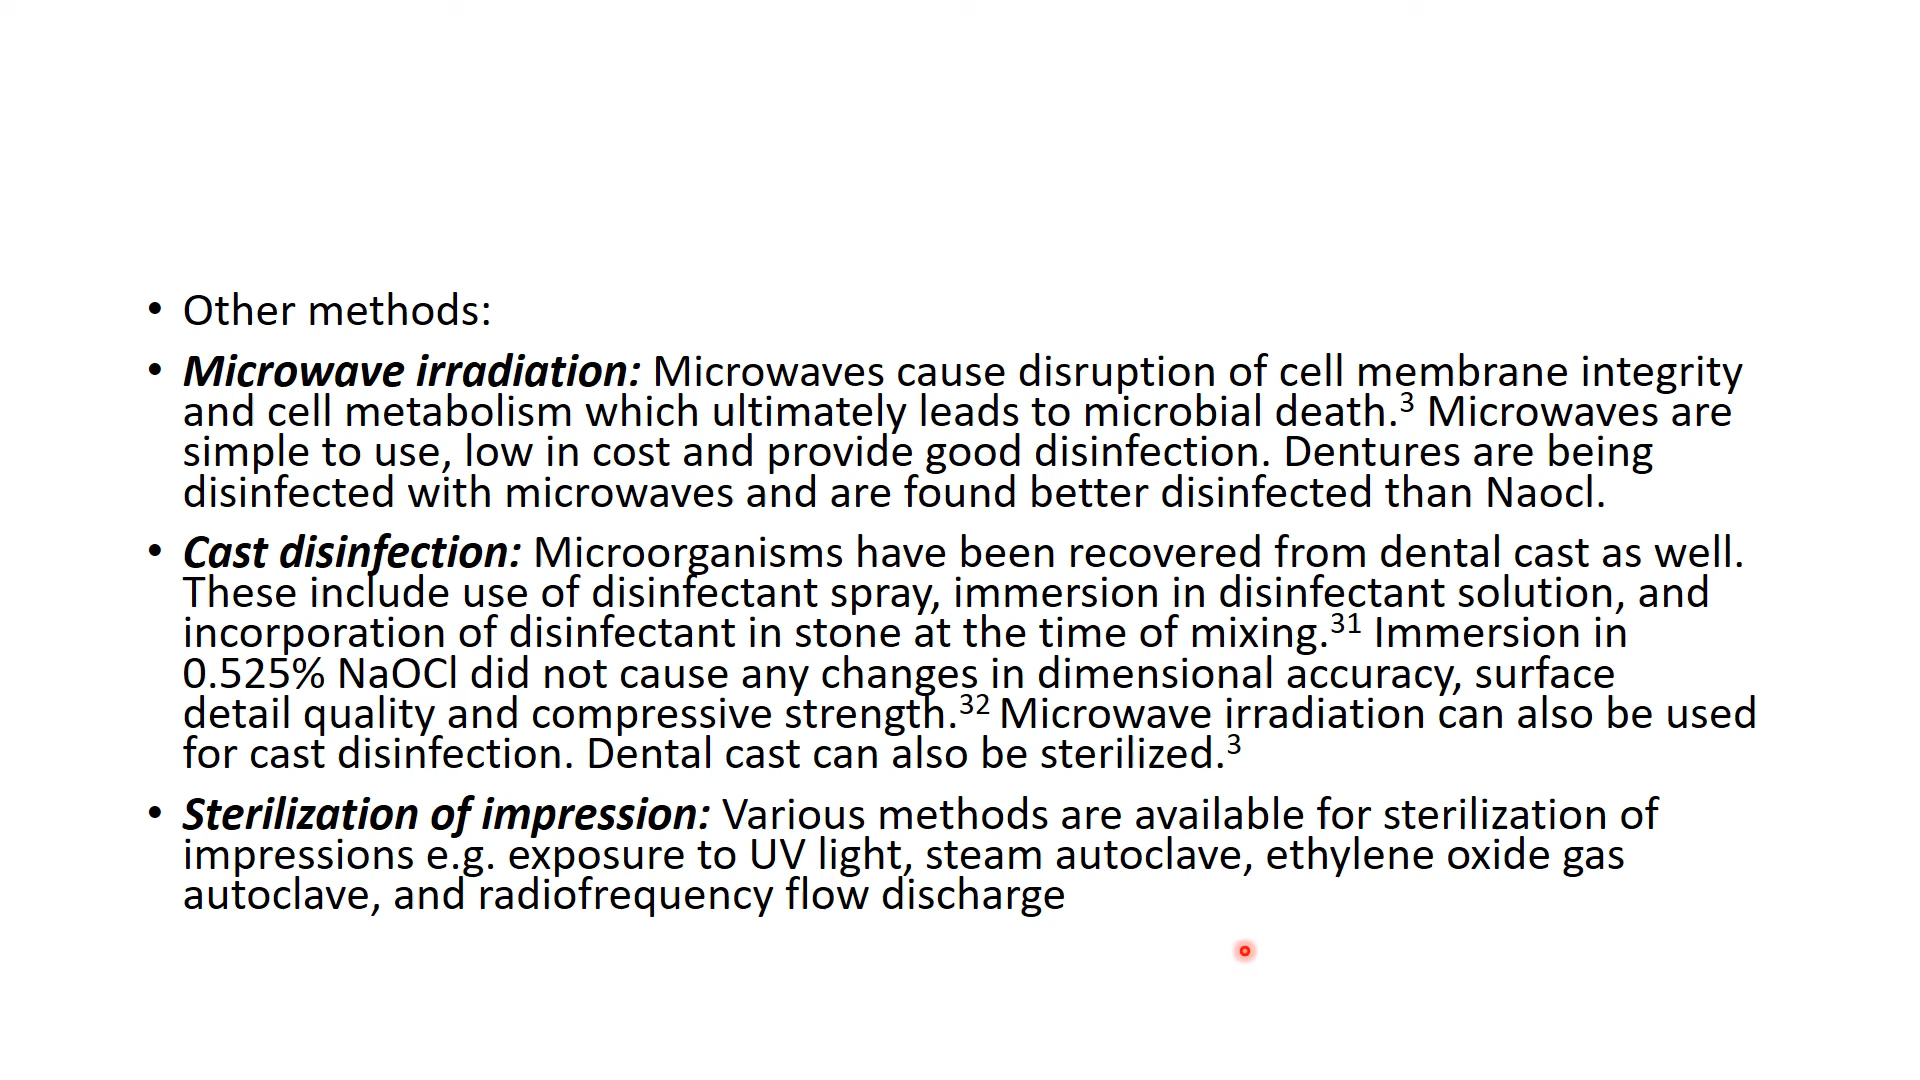 • Other methods:
• Microwave irradiation: Microwaves cause disruption of cell membrane integrity
and cell metabolism which ultimately leads to microbial death.3 Microwaves are
simple to use, low in cost and provide good disinfection. Dentures are being
disinfected with microwaves and are found better disinfected than Naocl.
• Cast disinfection: Microorganisms have been recovered from dental cast as well.
These include use of disinfectant spray, immersion in disinfectant solution, and
incorporation of disinfectant in stone at the time of mixing.31 Immersion in
0.525% NaOCl did not cause any changes in dimensional accuracy, surface
detail quality and compressive strength.32 Microwave irradiation can also be used
for cast disinfection. Dental cast can also be sterilized.3
• Sterilization of impression: Various methods are available for sterilization of
impressions e.g. exposure to UV light, steam autoclave, ethylene oxide gas
autoclave, and radiofrequency flow discharge